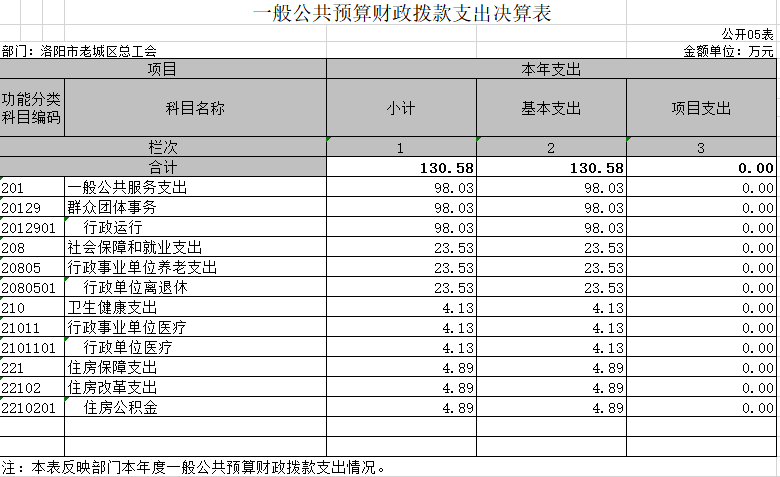 一般公共预算财政拨款支出决算表
公开05表
部门：洛阳市老城区总工会 金额单位：万元
项目 本年支出
功能分类科目编码 科目名称 小计 基本支出 项目支出
栏次 1 2 3
合计 130.58 130.58 0.00
201 一般公共服务支出 98.03 98.03 0.00
20129 群众团体事务 98.03 98.03 0.00
2012901 行政运行 98.03 98.03 0.00
208 社会保障和就业支出 23.53 23.53 0.00
20805 行政事业单位养老支出 23.53 23.53 0.00
2080501 行政单位离退休 23.53 23.53 0.00
210 卫生健康支出 4.13 4.13 0.00
21011 行政事业单位医疗 4.13 4.13 0.00
2101101 行政单位医疗 4.13 4.13 0.00
221 住房保障支出 4.89 4.89 0.00
22102 住房改革支出 4.89 4.89 0.00
2210201 住房公积金 4.89 4.89 0.00
注：本表反映部门本年度一般公共预算财政拨款支出情况。